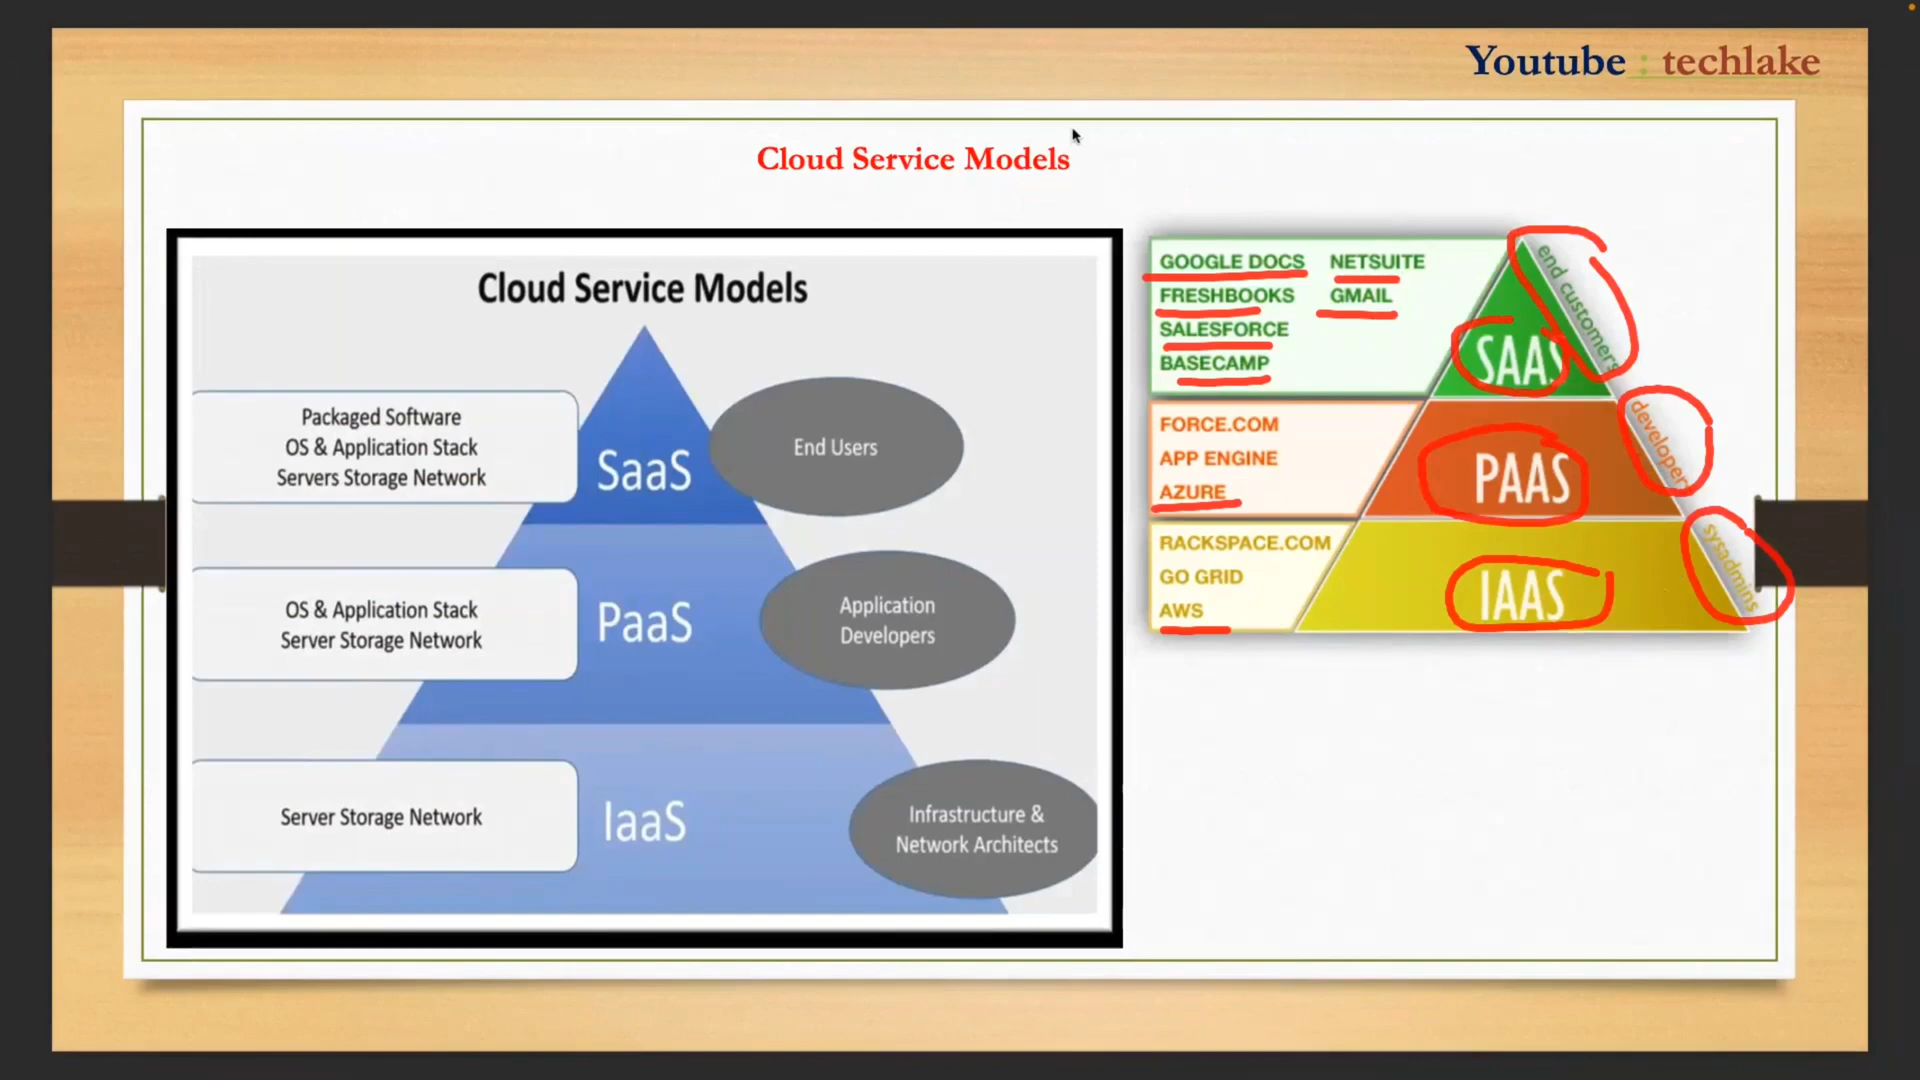 Youtube : techlake
Cloud Service Models
Cloud Service Models
Packaged Software
OS & Application Stack
Servers Storage Network
SaaS
End Users
OS & Application Stack
Server Storage Network
PaaS
Application
Developers
Server Storage Network
IaaS
Infrastructure &
Network Architects
GOOGLE DOCS NETSUITE
FRESHBOOKS GMAIL
SALESFORCE
BASECAMP
SAAS
end customers
FORCE.COM
APP ENGINE
AZURE
PAAS
developers
RACKSPACE.COM
GO GRID
AWS
IAAS
sysadmins